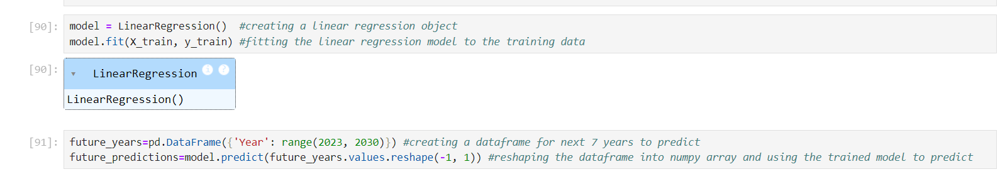 [90]: model = LinearRegression()  #creating a linear regression object
model.fit(X_train, y_train) #fitting the linear regression model to the training data
[90]: ▾ LinearRegression i ?
LinearRegression()
[91]: future_years=pd.DataFrame({'Year': range(2023, 2030)}) #creating a dataframe for next 7 years to predict
future_predictions=model.predict(future_years.values.reshape(-1, 1)) #reshaping the dataframe into numpy array and using the trained model to predict